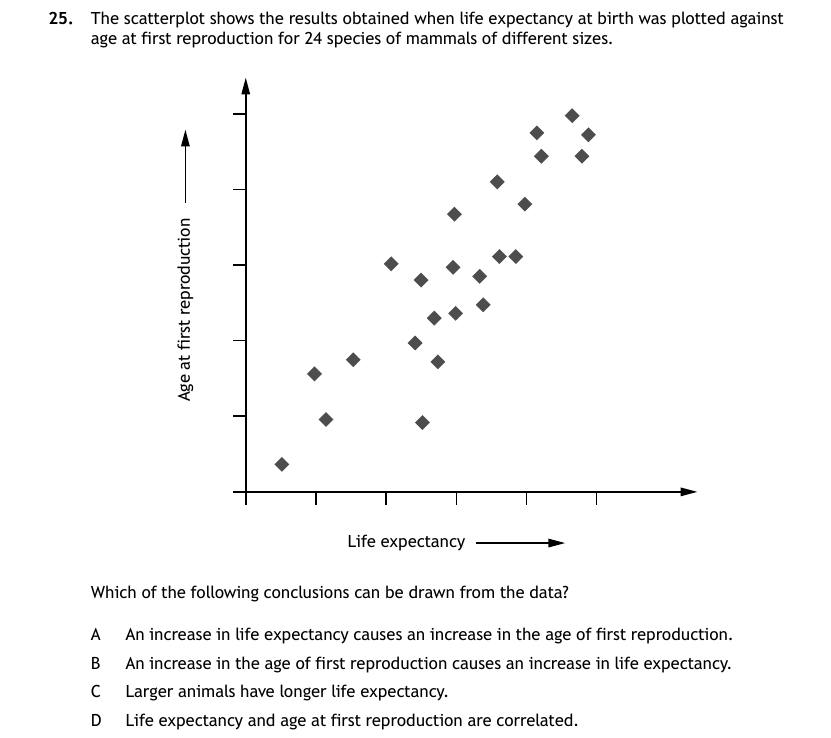 25. The scatterplot shows the results obtained when life expectancy at birth was plotted against
age at first reproduction for 24 species of mammals of different sizes.
Age at first reproduction
Life expectancy
Which of the following conclusions can be drawn from the data?
A An increase in life expectancy causes an increase in the age of first reproduction.
B An increase in the age of first reproduction causes an increase in life expectancy.
C Larger animals have longer life expectancy.
D Life expectancy and age at first reproduction are correlated.